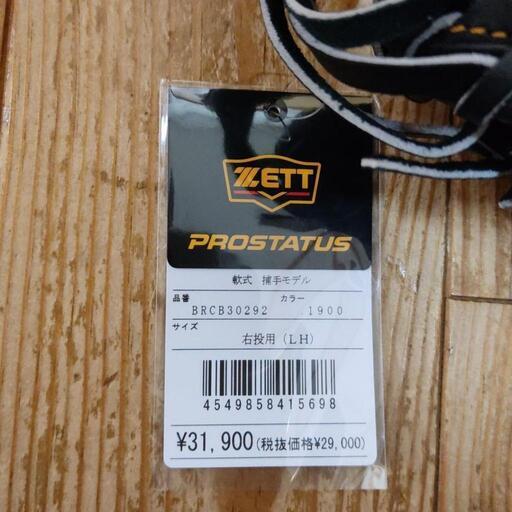 ZETT
PROSTATUS
軟式 捕手モデル
品番 カラー
BRCB30292 1900
サイズ
右投用(LH)
4549858415698
¥31,900(税抜価格¥29,000)